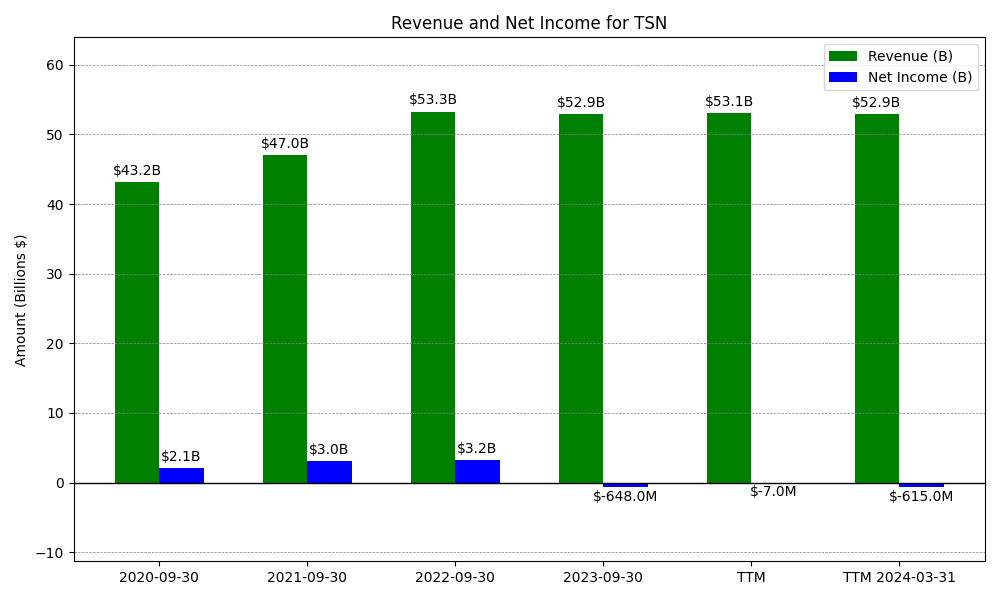 Revenue and Net Income for TSN
Revenue (B)
Net Income (B)
Amount (Billions $)
60
50
40
30
20
10
0
−10
$43.2B
$47.0B
$53.3B
$52.9B
$53.1B
$52.9B
$2.1B
$3.0B
$3.2B
$-648.0M
$-7.0M
$-615.0M
2020-09-30
2021-09-30
2022-09-30
2023-09-30
TTM
TTM 2024-03-31